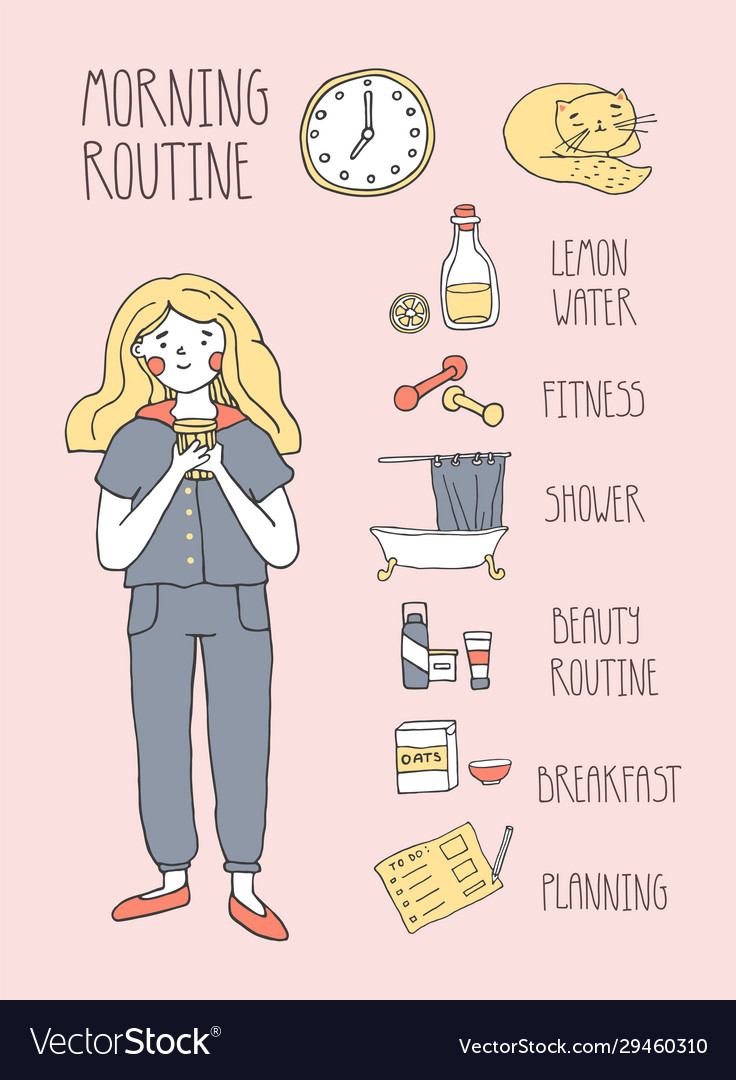 MORNING
ROUTINE
LEMON
WATER
FITNESS
SHOWER
BEAUTY
ROUTINE
OATS
BREAKFAST
TO DO:
PLANNING
VectorStock®
VectorStock.com/29460310